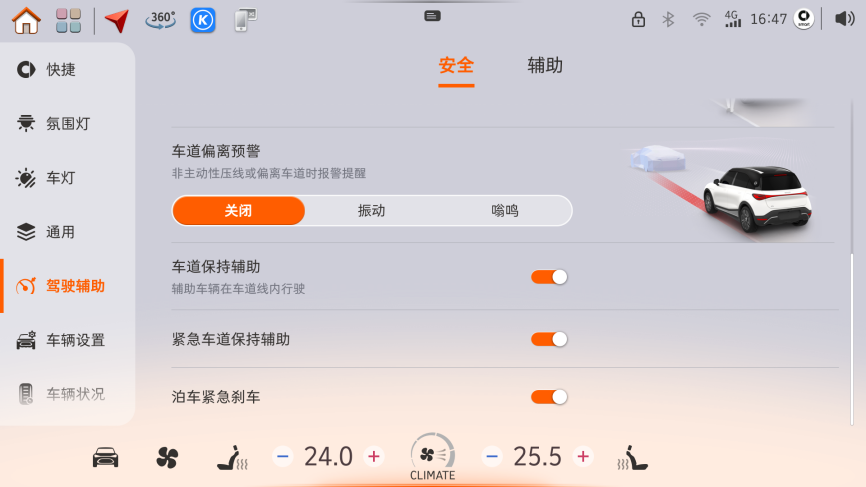 360°
K
4G
16:47
快捷
氛围灯
车灯
通用
驾驶辅助
车辆设置
车辆状况
安全
辅助
车道偏离预警
非主动性压线或偏离车道时报警提醒
关闭
振动
嗡鸣
车道保持辅助
辅助车辆在车道线内行驶
紧急车道保持辅助
泊车紧急刹车
24.0
CLIMATE
25.5